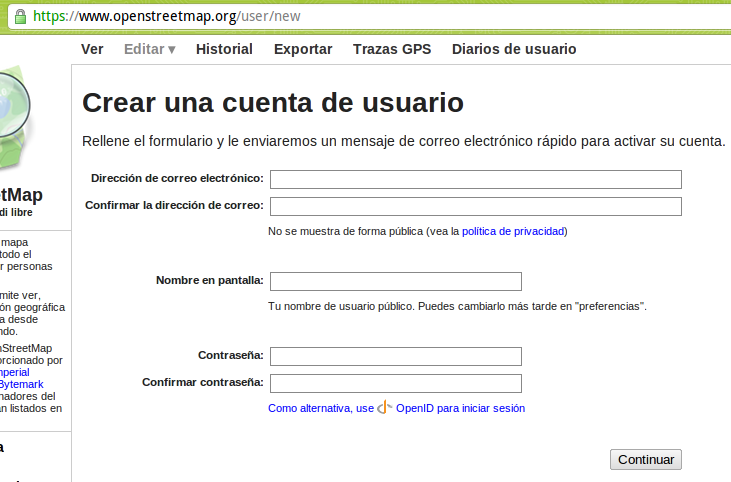 https://www.openstreetmap.org/user/new
Ver Editar ▾ Historial Exportar Trazas GPS Diarios de usuario
Crear una cuenta de usuario
Rellene el formulario y le enviaremos un mensaje de correo electrónico rápido para activar su cuenta.
Dirección de correo electrónico:
Confirmar la dirección de correo:
No se muestra de forma pública (vea la política de privacidad)
Nombre en pantalla:
Tu nombre de usuario público. Puedes cambiarlo más tarde en "preferencias".
Contraseña:
Confirmar contraseña:
Como alternativa, use OpenID para iniciar sesión
Continuar
etMap
di libre
mapa
todo el
r personas
mite ver,
ón geográfica
a desde
ndo.
nStreetMap
orcionado por
mperial
Bytemark
nadores del
án listados en
a